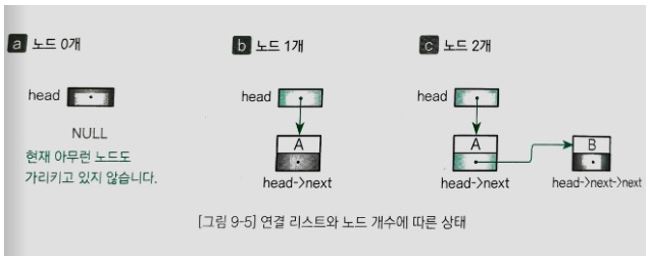 a 노드 0개
head
NULL
현재 아무런 노드도
가리키고 있지 않습니다.
b 노드 1개
head
A
head->next
c 노드 2개
head
A
B
head->next
head->next->next
[그림 9-5] 연결 리스트와 노드 개수에 따른 상태